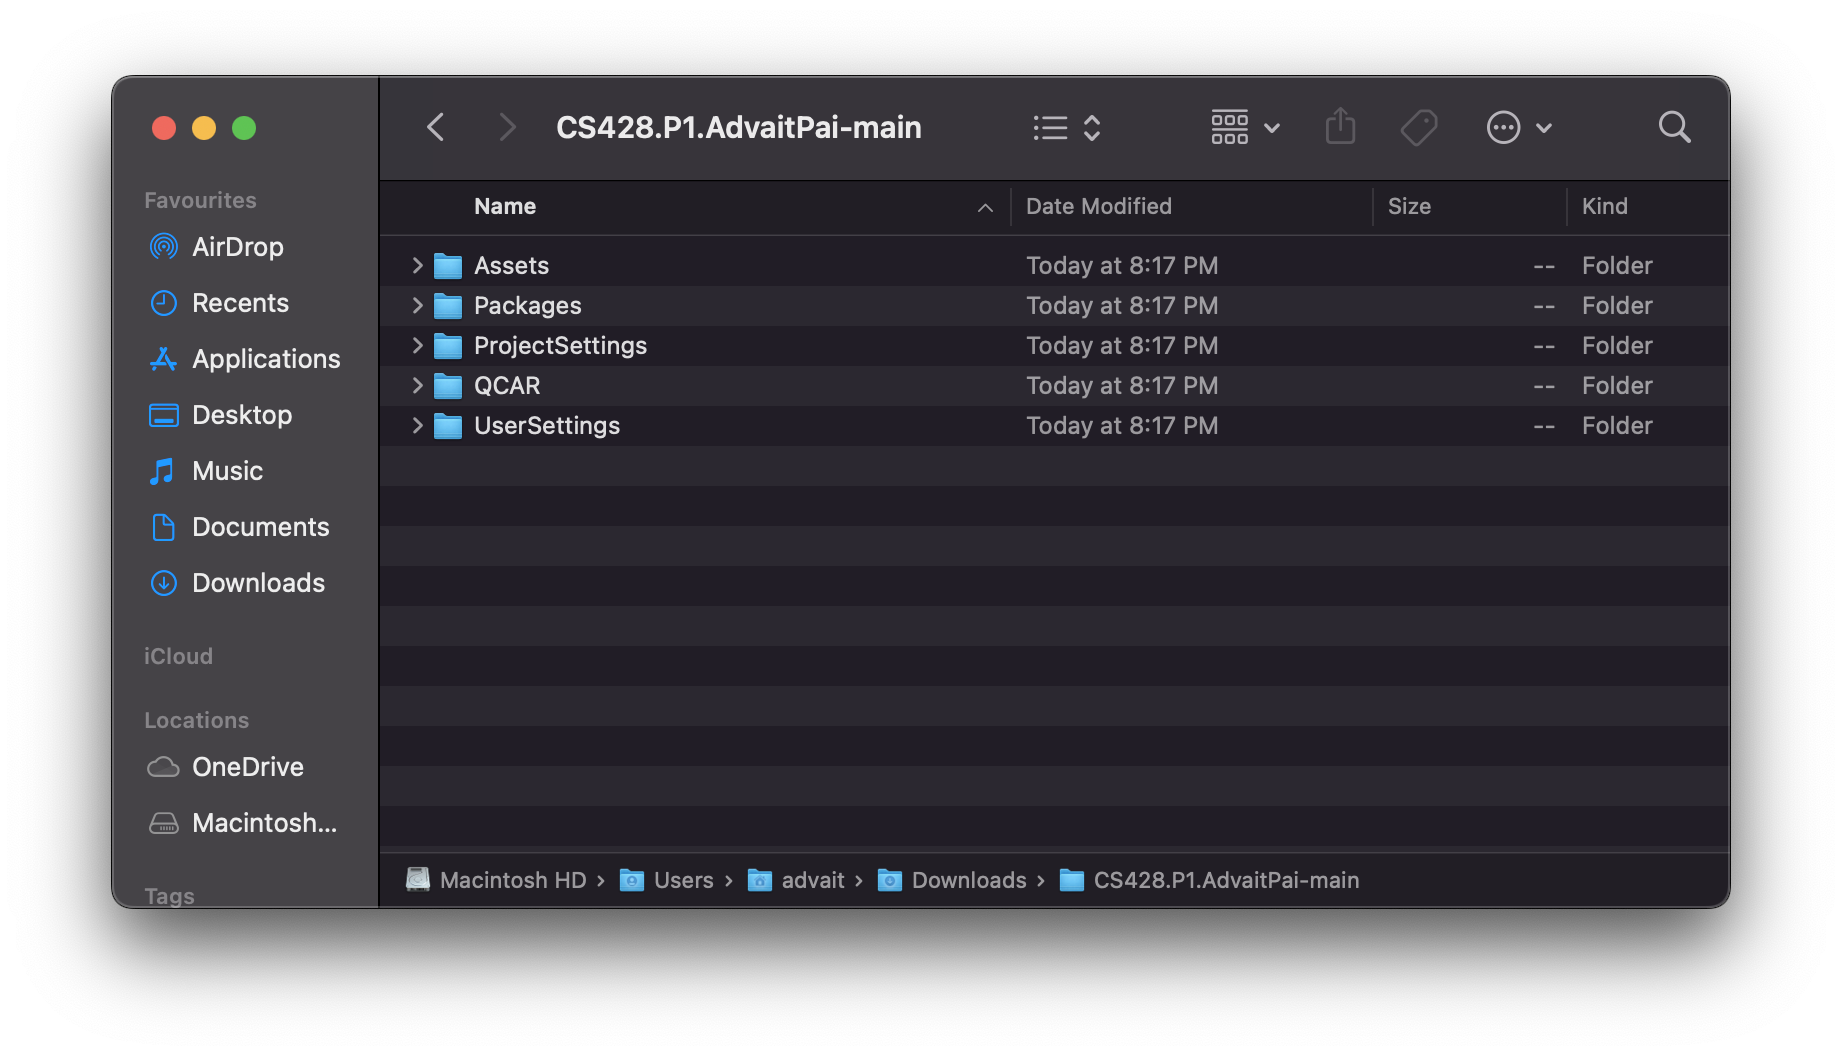 CS428.P1.AdvaitPai-main
Favourites
AirDrop
Recents
Applications
Desktop
Music
Documents
Downloads
iCloud
Locations
OneDrive
Macintosh...
Tags
Name Date Modified Size Kind
Assets Today at 8:17 PM -- Folder
Packages Today at 8:17 PM -- Folder
ProjectSettings Today at 8:17 PM -- Folder
QCAR Today at 8:17 PM -- Folder
UserSettings Today at 8:17 PM -- Folder
Macintosh HD › Users › advait › Downloads › CS428.P1.AdvaitPai-main